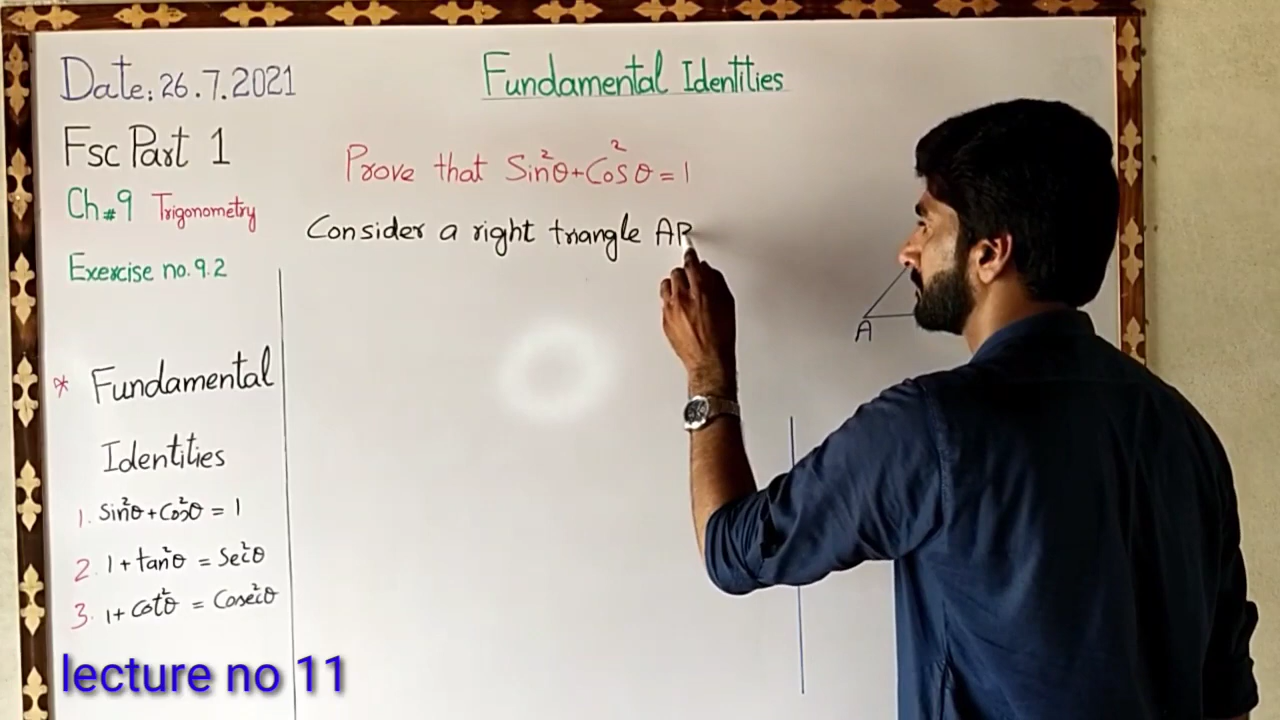 Date: 26.7.2021
Fsc Part 1
Ch#9 Trigonometry
Exercise no. 9.2
* Fundamental
Identities
1. Sin²θ+Cos²θ = 1
2. 1+tan²θ = Sec²θ
3. 1+Cot²θ = Cosec²θ
lecture no 11
Fundamental Identities
Prove that Sin²θ+Cos²θ=1
Consider a right triangle AB
A